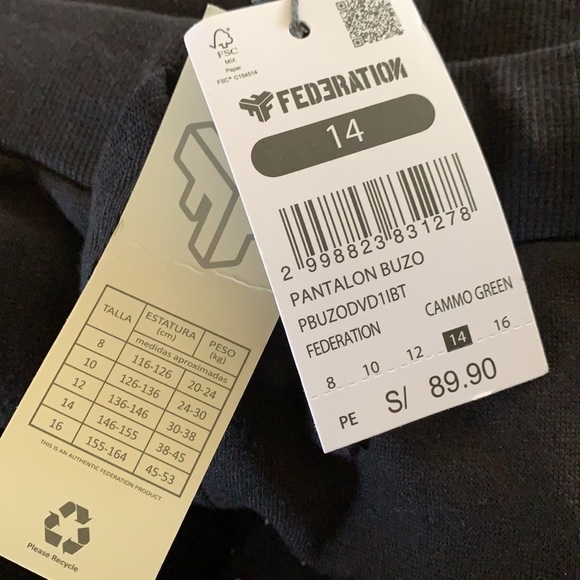 FSC
MIX
Paper
FSC® C154514
FEDERATION
14
2 998823 831278
PANTALON BUZO
PBUZODVD1IBT
FEDERATION CAMMO GREEN
8 10 12 14 16
PE S/ 89.90
TALLA ESTATURA (cm) PESO (kg)
medidas aproximadas
8 116-126 20-24
10 126-136 24-30
12 136-146 30-38
14 146-155 38-45
16 155-164 45-53
THIS IS AN AUTHENTIC FEDERATION PRODUCT.
Please Recycle